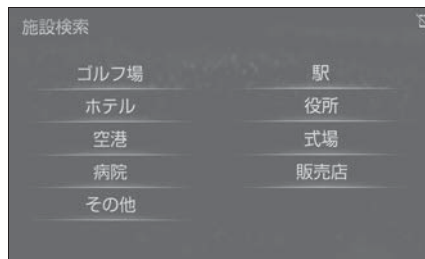 施設検索
ゴルフ場 駅
ホテル 役所
空港 式場
病院 販売店
その他